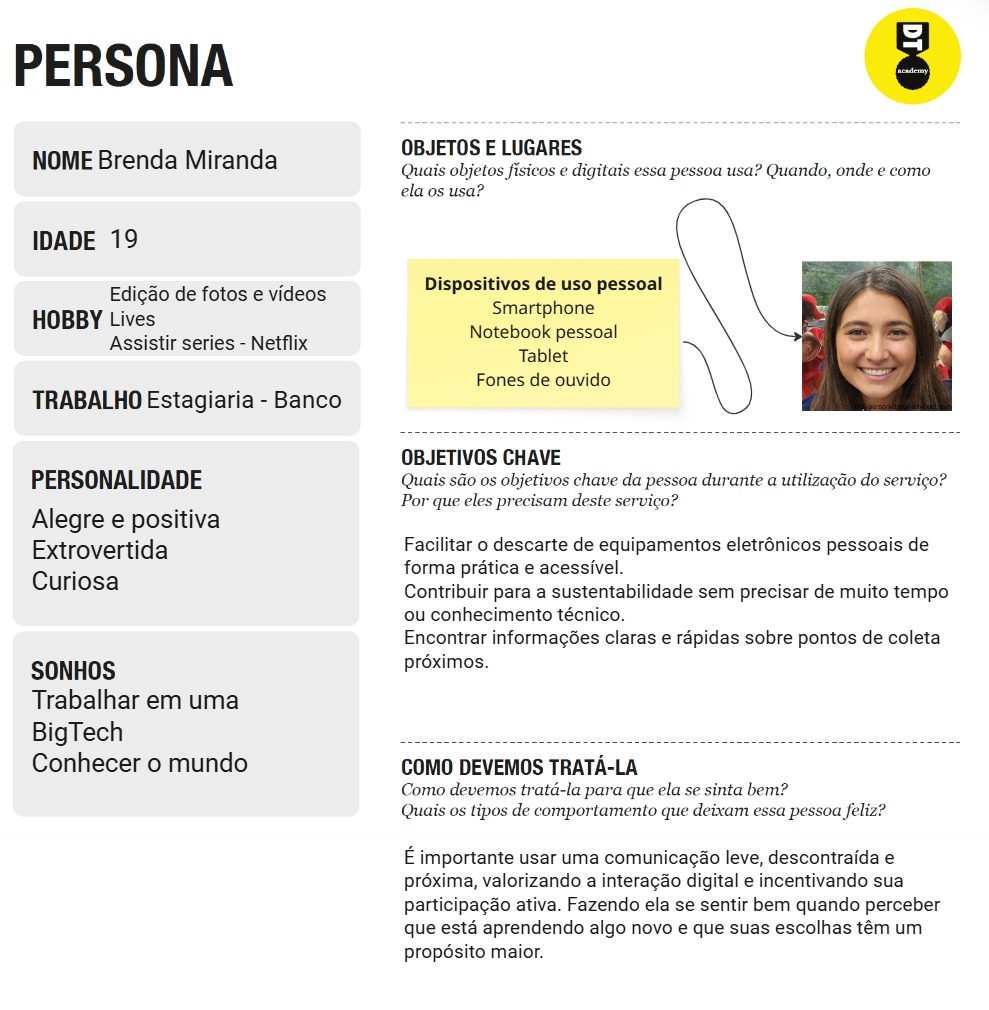 PERSONA
DT
academy
NOME Brenda Miranda
IDADE 19
HOBBY
Edição de fotos e vídeos
Lives
Assistir series - Netflix
TRABALHO Estagiaria - Banco
PERSONALIDADE
Alegre e positiva
Extrovertida
Curiosa
SONHOS
Trabalhar em uma
BigTech
Conhecer o mundo
OBJETOS E LUGARES
Quais objetos físicos e digitais essa pessoa usa? Quando, onde e como
ela os usa?
Dispositivos de uso pessoal
Smartphone
Notebook pessoal
Tablet
Fones de ouvido
OBJETIVOS CHAVE
Quais são os objetivos chave da pessoa durante a utilização do serviço?
Por que eles precisam deste serviço?
Facilitar o descarte de equipamentos eletrônicos pessoais de
forma prática e acessível.
Contribuir para a sustentabilidade sem precisar de muito tempo
ou conhecimento técnico.
Encontrar informações claras e rápidas sobre pontos de coleta
próximos.
COMO DEVEMOS TRATÁ-LA
Como devemos tratá-la para que ela se sinta bem?
Quais os tipos de comportamento que deixam essa pessoa feliz?
É importante usar uma comunicação leve, descontraída e
próxima, valorizando a interação digital e incentivando sua
participação ativa. Fazendo ela se sentir bem quando perceber
que está aprendendo algo novo e que suas escolhas têm um
propósito maior.